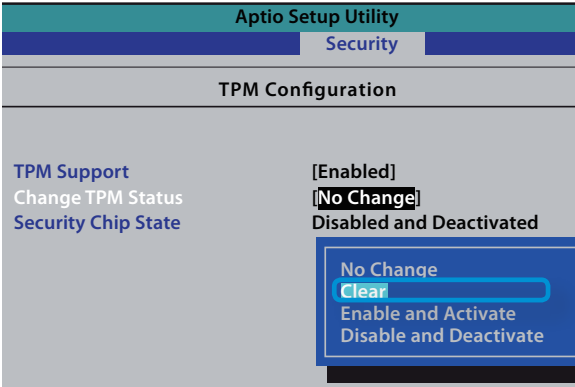 Aptio Setup Utility
Security
TPM Configuration
TPM Support [Enabled]
Change TPM Status [No Change]
Security Chip State Disabled and Deactivated
No Change
Clear
Enable and Activate
Disable and Deactivate